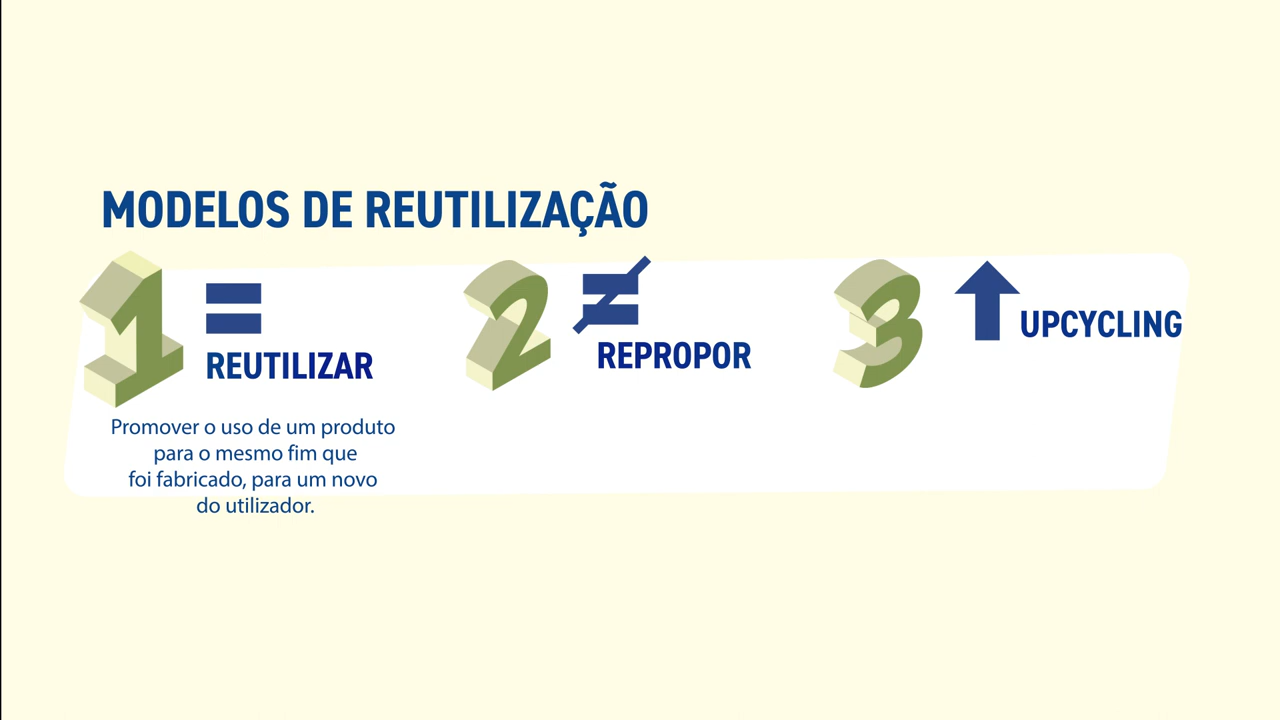 MODELOS DE REUTILIZAÇÃO
1
=
REUTILIZAR
Promover o uso de um produto
para o mesmo fim que
foi fabricado, para um novo
do utilizador.
2
≠
REPROPOR
3
UPCYCLING